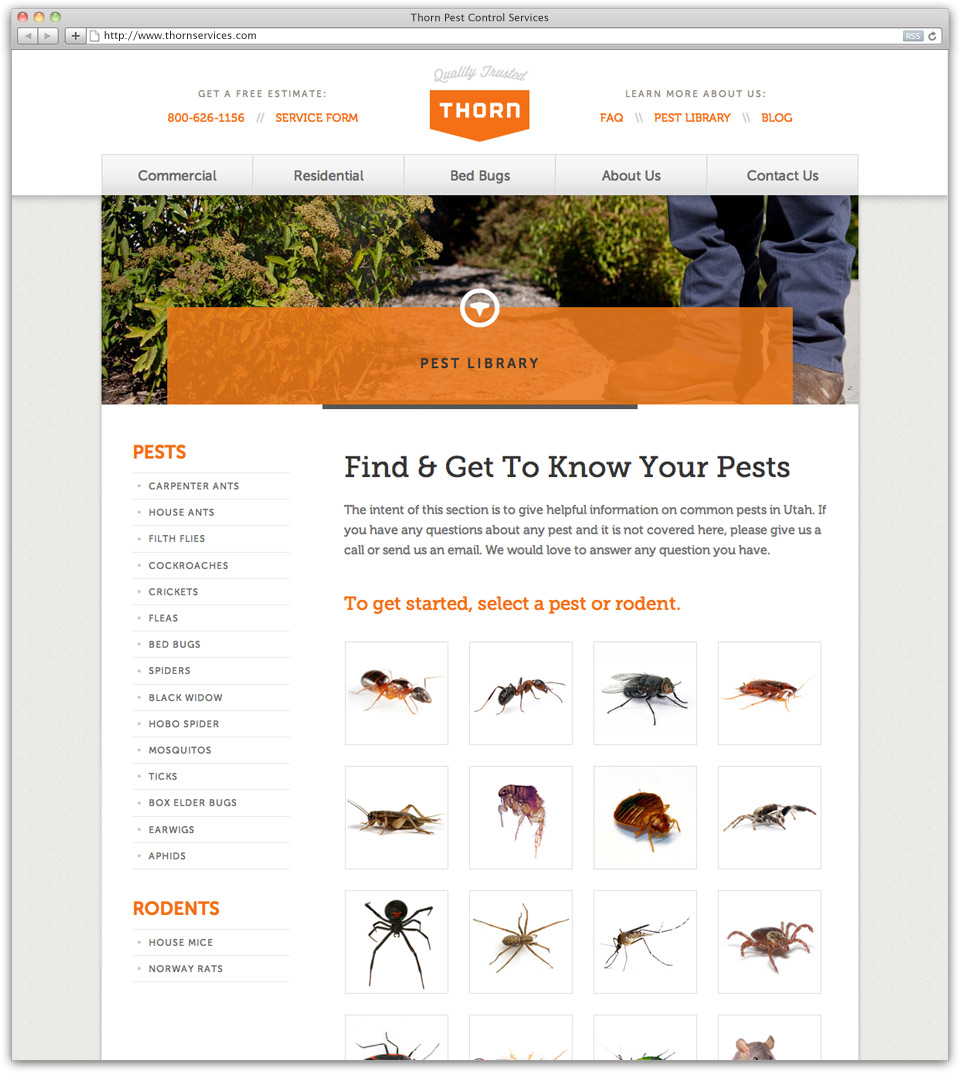 Thorn Pest Control Services
http://www.thornservices.com
RSS
Quality Trusted
THORN
GET A FREE ESTIMATE:
800-626-1156 // SERVICE FORM
LEARN MORE ABOUT US:
FAQ \\ PEST LIBRARY \\ BLOG
Commercial
Residential
Bed Bugs
About Us
Contact Us
PEST LIBRARY
PESTS
CARPENTER ANTS
HOUSE ANTS
FILTH FLIES
COCKROACHES
CRICKETS
FLEAS
BED BUGS
SPIDERS
BLACK WIDOW
HOBO SPIDER
MOSQUITOS
TICKS
BOX ELDER BUGS
EARWIGS
APHIDS
RODENTS
HOUSE MICE
NORWAY RATS
Find & Get To Know Your Pests
The intent of this section is to give helpful information on common pests in Utah. If
you have any questions about any pest and it is not covered here, please give us a
call or send us an email. We would love to answer any question you have.
To get started, select a pest or rodent.